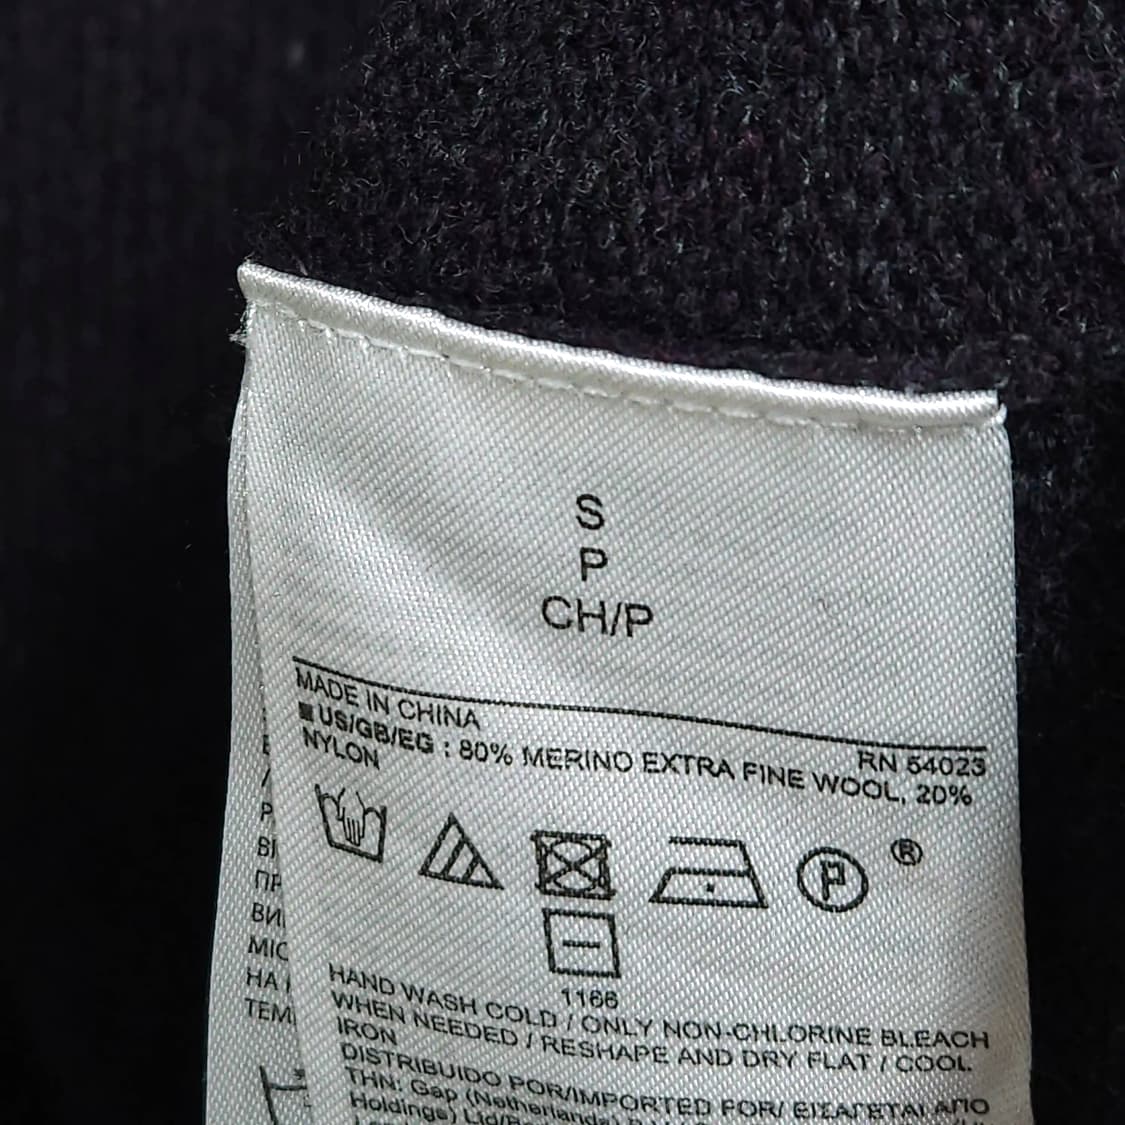 S
P
CH/P
MADE IN CHINA
RN 54023
US/GB/EG : 80% MERINO EXTRA FINE WOOL, 20%
NYLON
P ®
1166
HAND WASH COLD / ONLY NON-CHLORINE BLEACH
WHEN NEEDED / RESHAPE AND DRY FLAT / COOL
IRON
DISTRIBUIDO POR/IMPORTED FOR/ ΕΙΣΑΓΕΤΑΙ ΑΠΟ
THN: Gap (Netherlands)
Holdings) Ltd/
ВИ
НА